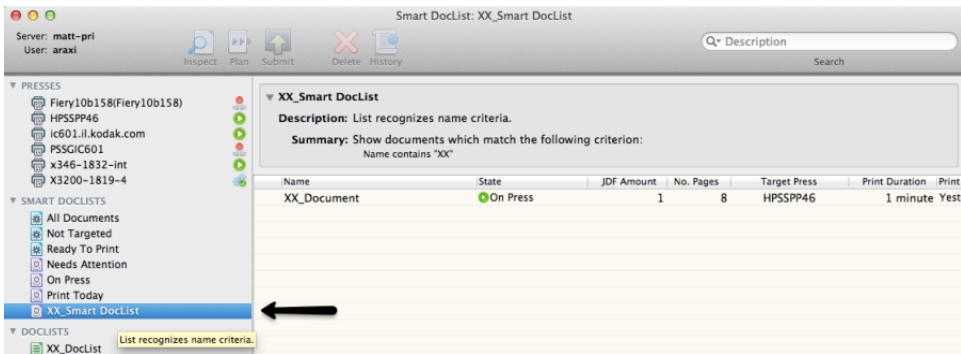 Smart DocList: XX_Smart DocList
Server: matt-pri
User: araxi
Inspect Plan Submit Delete History
Description
Search
PRESSES
Fiery10b158(Fiery10b158)
HPSSPP46
ic601.il.kodak.com
PSSGIC601
x346-1832-int
X3200-1819-4
SMART DOCLISTS
All Documents
Not Targeted
Ready To Print
Needs Attention
On Press
Print Today
XX_Smart DocList
List recognizes name criteria.
DOCLISTS
XX_DocList
XX_Smart DocList
Description: List recognizes name criteria.
Summary: Show documents which match the following criterion:
Name contains "XX"
Name State JDF Amount No. Pages Target Press Print Duration Print
XX_Document On Press 1 8 HPSSPP46 1 minute Yest